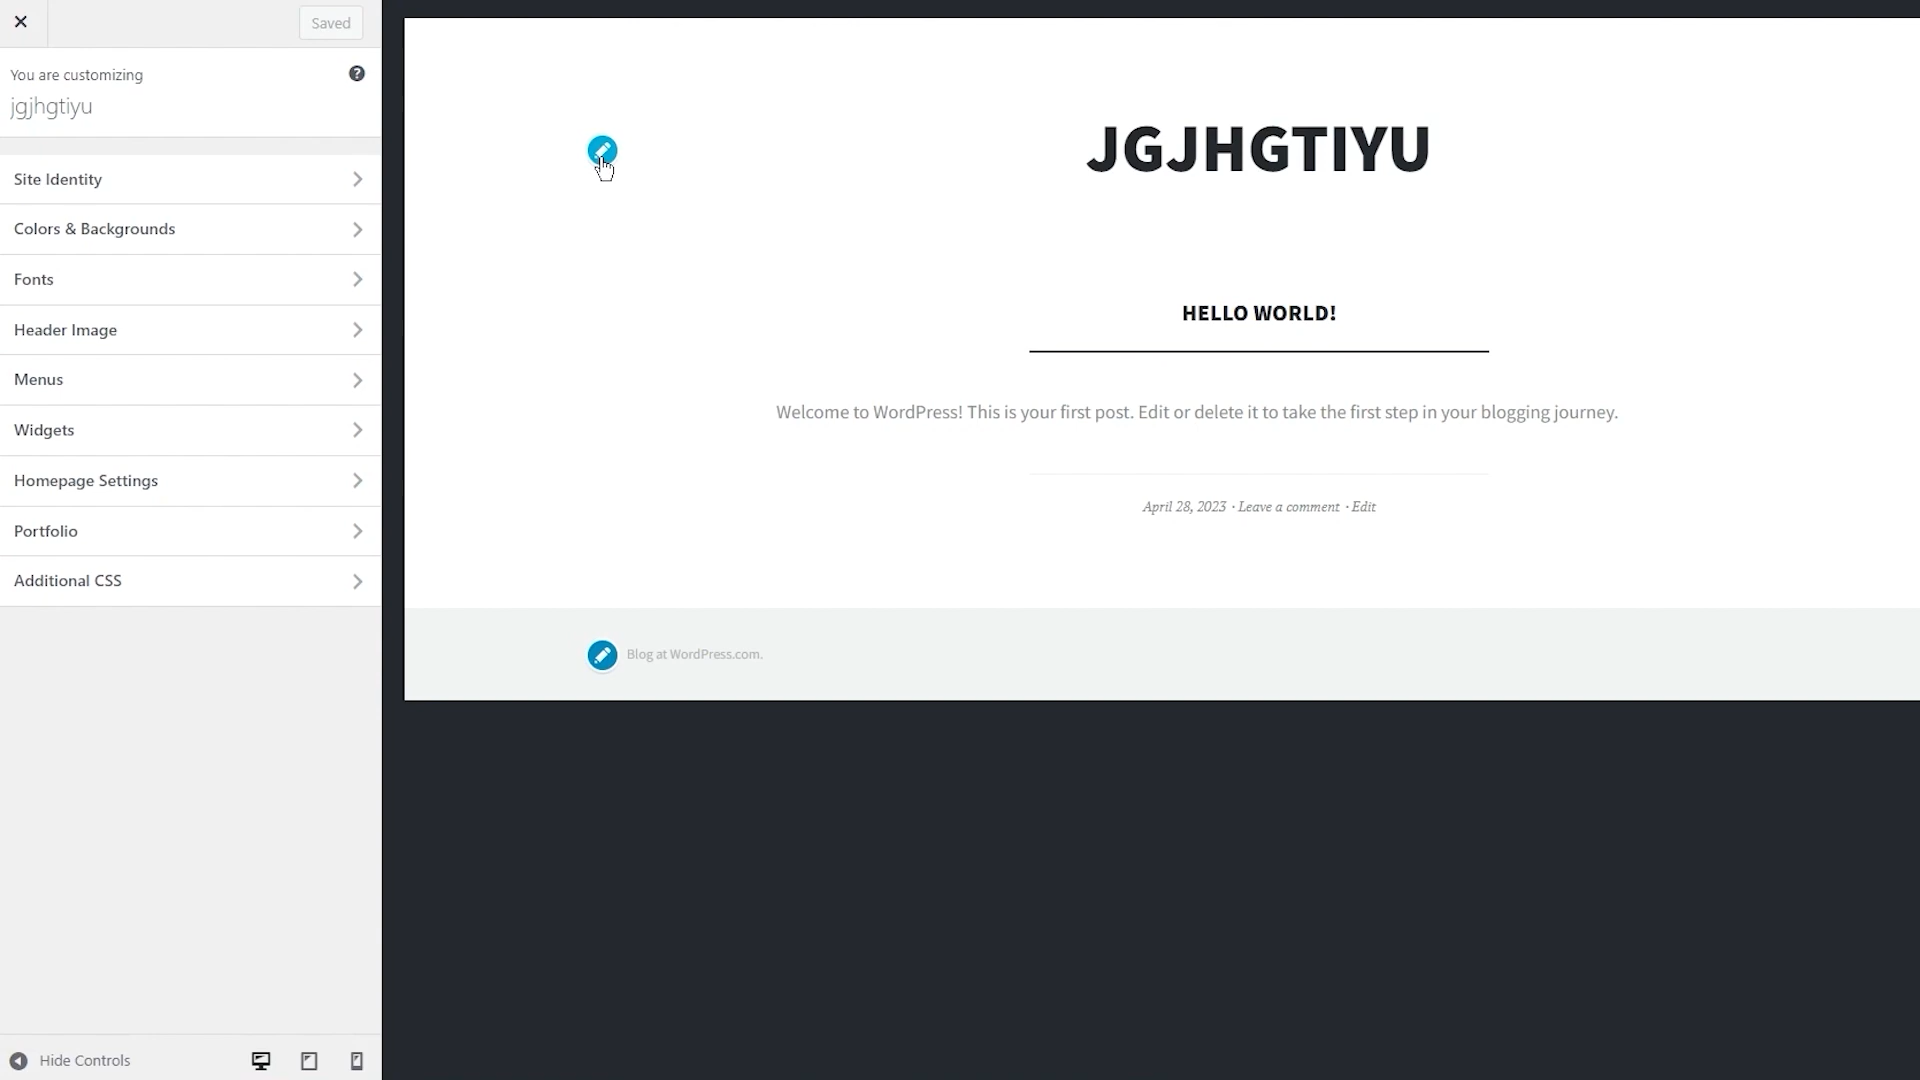 Saved
You are customizing
jgjhgtiyu
Site Identity
Colors & Backgrounds
Fonts
Header Image
Menus
Widgets
Homepage Settings
Portfolio
Additional CSS
Hide Controls
JGJHGTIYU
HELLO WORLD!
Welcome to WordPress! This is your first post. Edit or delete it to take the first step in your blogging journey.
April 28, 2023 · Leave a comment · Edit
Blog at WordPress.com.